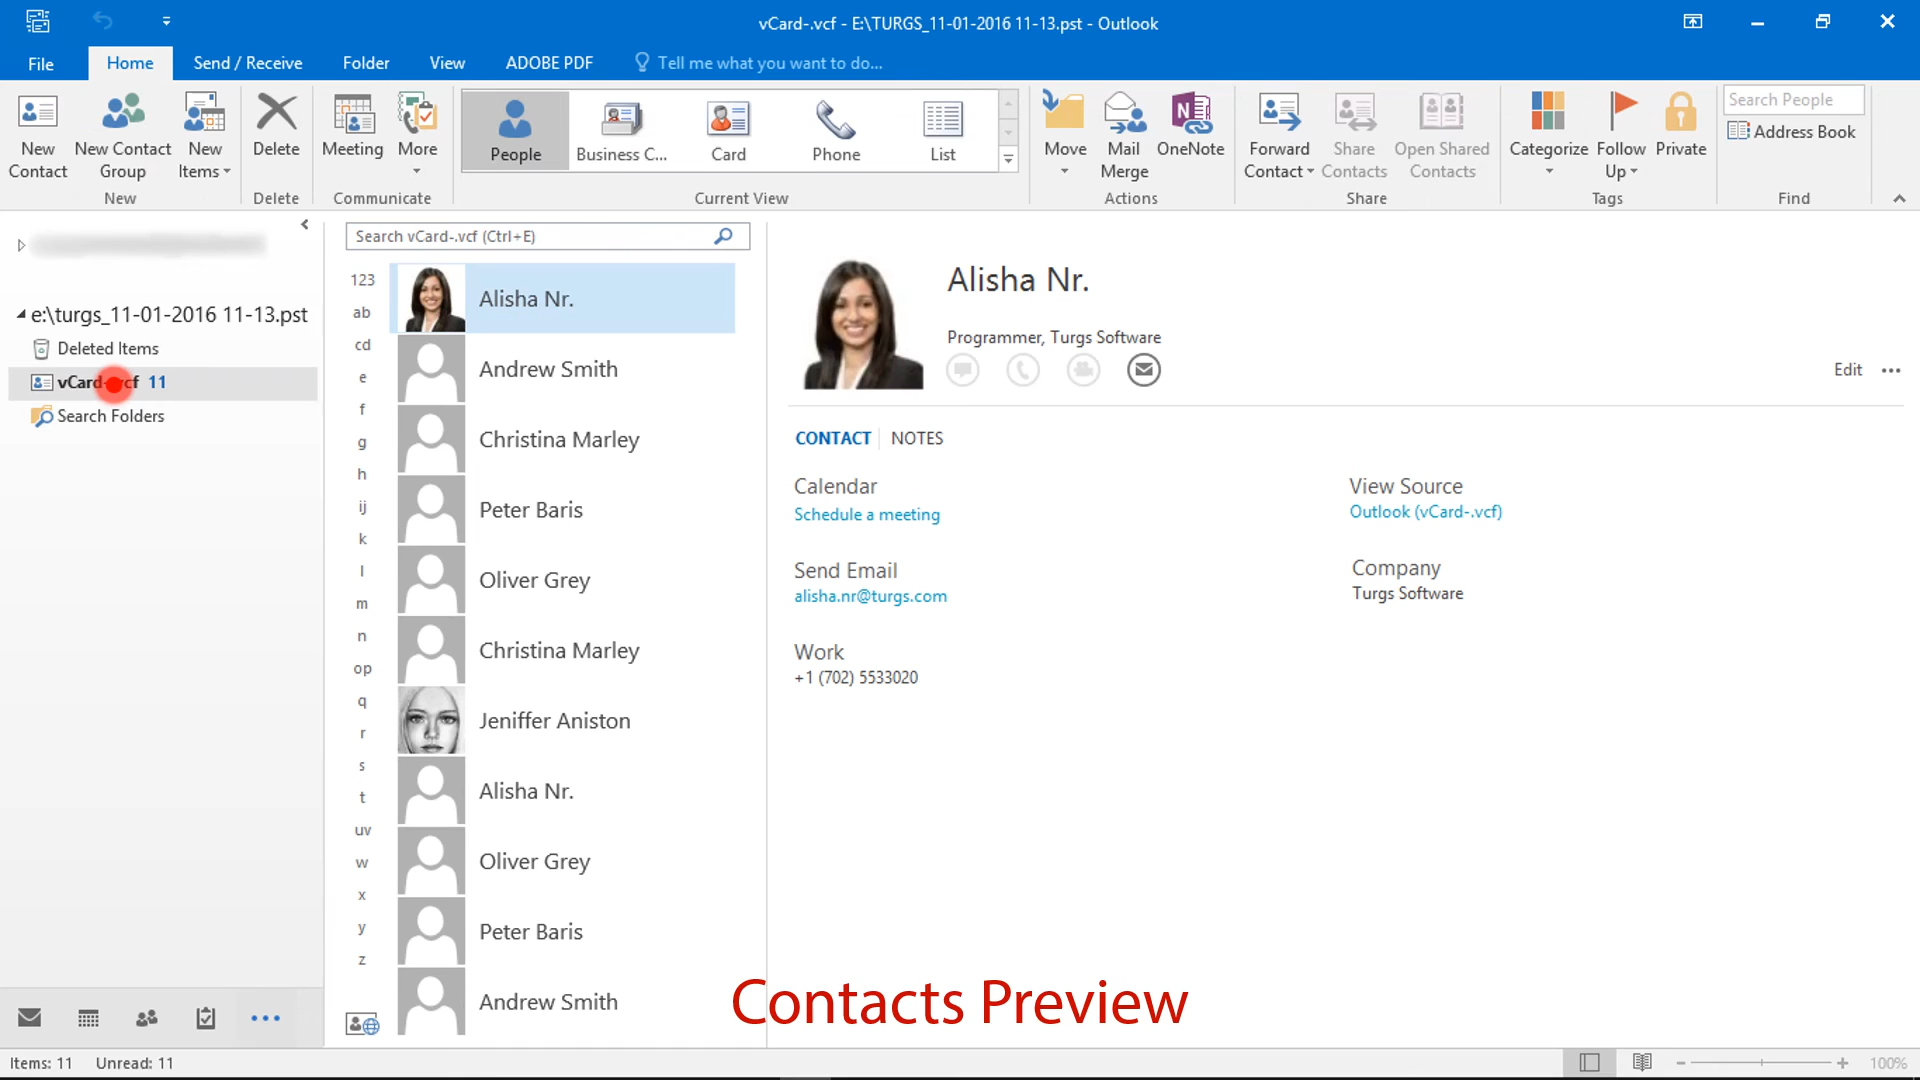 vCard-.vcf - E:\TURGS_11-01-2016 11-13.pst - Outlook
File Home Send / Receive Folder View ADOBE PDF Tell me what you want to do...
New Contact
New Contact Group
New Items
Delete
Meeting
More
People
Business C...
Card
Phone
List
Move
Mail Merge
OneNote
Forward Contact
Share Contacts
Open Shared Contacts
Categorize
Follow Up
Private
Search People
Address Book
New Delete Communicate Current View Actions Share Tags Find
e:\turgs_11-01-2016 11-13.pst
Deleted Items
11
Search Folders
Search vCard-.vcf (Ctrl+E)
123
ab
cd
e
f
g
h
ij
k
l
m
n
op
q
r
s
t
uv
w
x
y
z
Alisha Nr.
Andrew Smith
Christina Marley
Peter Baris
Oliver Grey
Christina Marley
Jeniffer Aniston
Alisha Nr.
Oliver Grey
Peter Baris
Andrew Smith
Alisha Nr.
Programmer, Turgs Software
Edit
CONTACT NOTES
Calendar
Schedule a meeting
View Source
Outlook (vCard-.vcf)
Send Email
alisha.nr@turgs.com
Company
Turgs Software
Work
+1 (702) 5533020
Contacts Preview
Items: 11 Unread: 11
100%